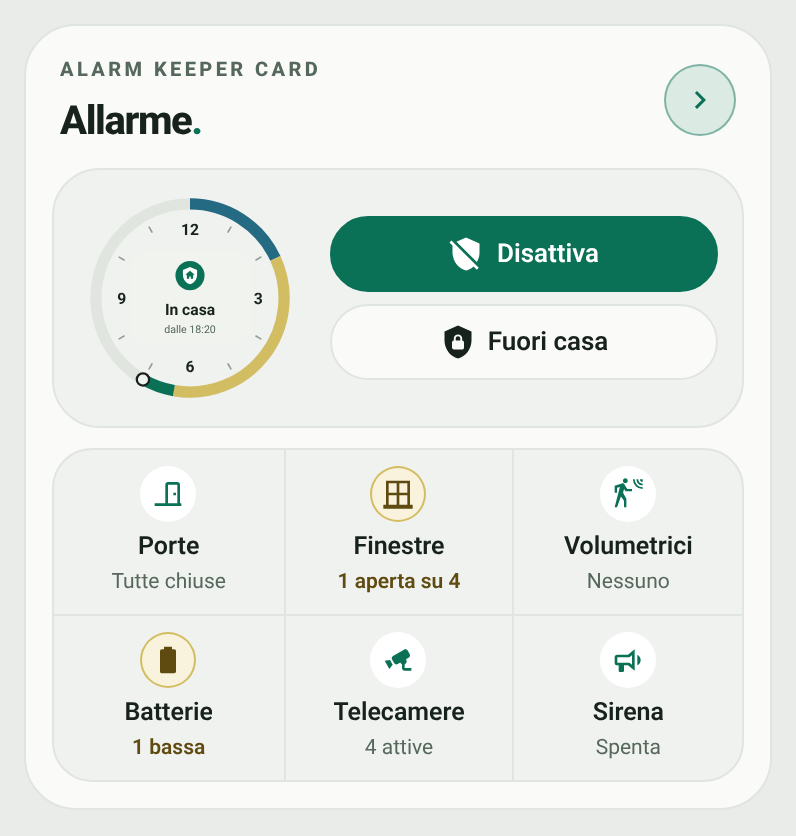 ALARM KEEPER CARD
Allarme.
12
9
3
6
In casa
dalle 18:20
Disattiva
Fuori casa
Porte
Tutte chiuse
Finestre
1 aperta su 4
Volumetrici
Nessuno
Batterie
1 bassa
Telecamere
4 attive
Sirena
Spenta